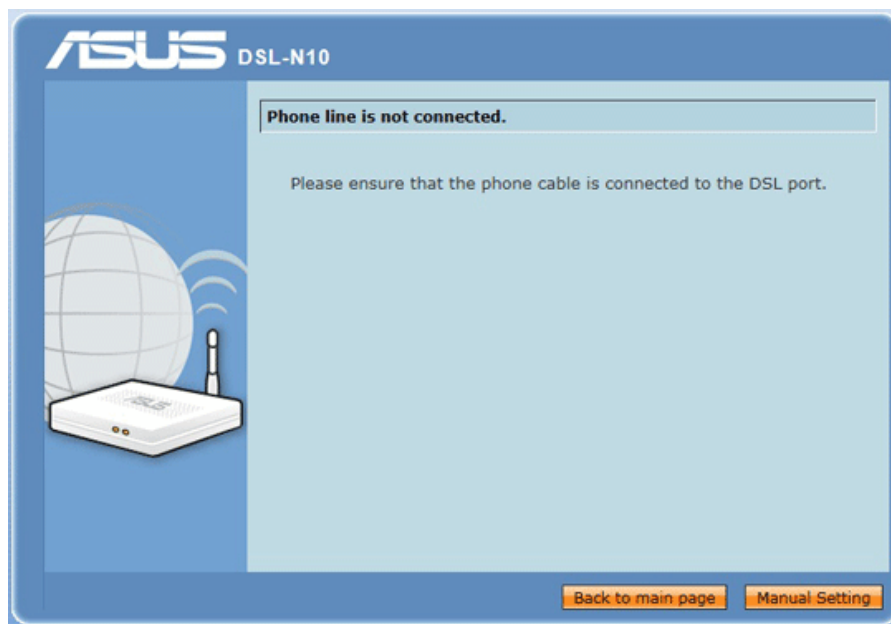 ASUS DSL-N10
Phone line is not connected.
Please ensure that the phone cable is connected to the DSL port.
ASUS
Back to main page
Manual Setting